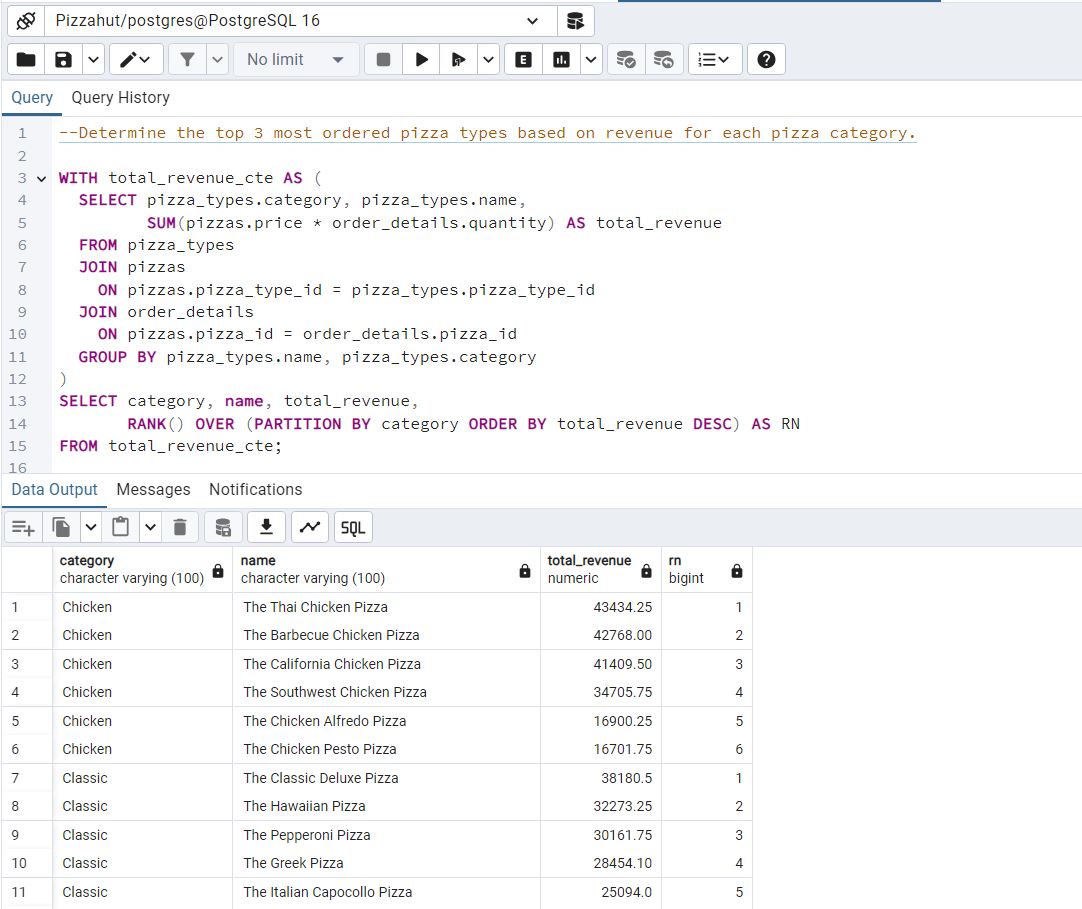 Pizzahut/postgres@PostgreSQL 16
No limit
E
Query Query History
1 --Determine the top 3 most ordered pizza types based on revenue for each pizza category.
2
3 WITH total_revenue_cte AS (
4 SELECT pizza_types.category, pizza_types.name,
5 SUM(pizzas.price * order_details.quantity) AS total_revenue
6 FROM pizza_types
7 JOIN pizzas
8 ON pizzas.pizza_type_id = pizza_types.pizza_type_id
9 JOIN order_details
10 ON pizzas.pizza_id = order_details.pizza_id
11 GROUP BY pizza_types.name, pizza_types.category
12 )
13 SELECT category, name, total_revenue,
14 RANK() OVER (PARTITION BY category ORDER BY total_revenue DESC) AS RN
15 FROM total_revenue_cte;
16
Data Output Messages Notifications
SQL
category name total_revenue rn
character varying (100) character varying (100) numeric bigint
1 Chicken The Thai Chicken Pizza 43434.25 1
2 Chicken The Barbecue Chicken Pizza 42768.00 2
3 Chicken The California Chicken Pizza 41409.50 3
4 Chicken The Southwest Chicken Pizza 34705.75 4
5 Chicken The Chicken Alfredo Pizza 16900.25 5
6 Chicken The Chicken Pesto Pizza 16701.75 6
7 Classic The Classic Deluxe Pizza 38180.5 1
8 Classic The Hawaiian Pizza 32273.25 2
9 Classic The Pepperoni Pizza 30161.75 3
10 Classic The Greek Pizza 28454.10 4
11 Classic The Italian Capocollo Pizza 25094.0 5